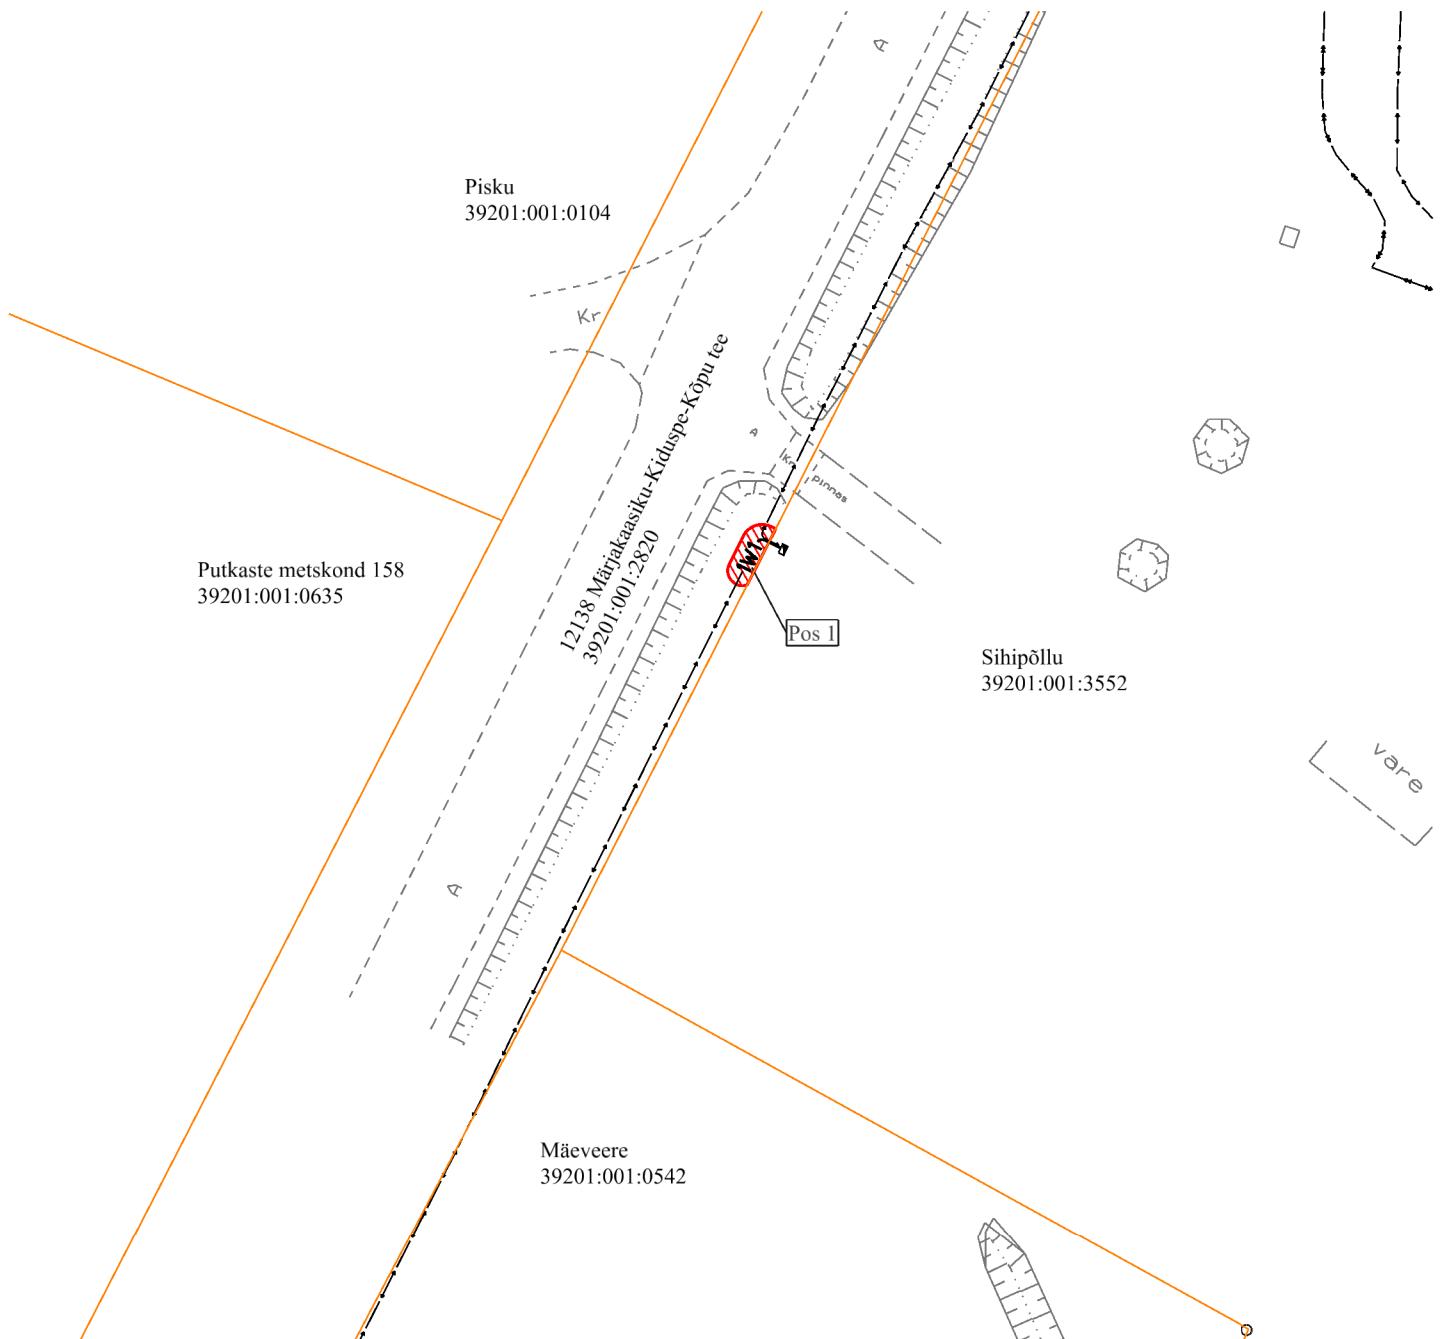 A
Pisku
39201:001:0104
Kr
12138 Märjakaasiku-Kiduspe-Kõpu tee
39201:001:2820
A
Kr
pinnas
Putkaste metskond 158
39201:001:0635
Pos 1
Sihipõllu
39201:001:3552
vare
A
Mäeveere
39201:001:0542